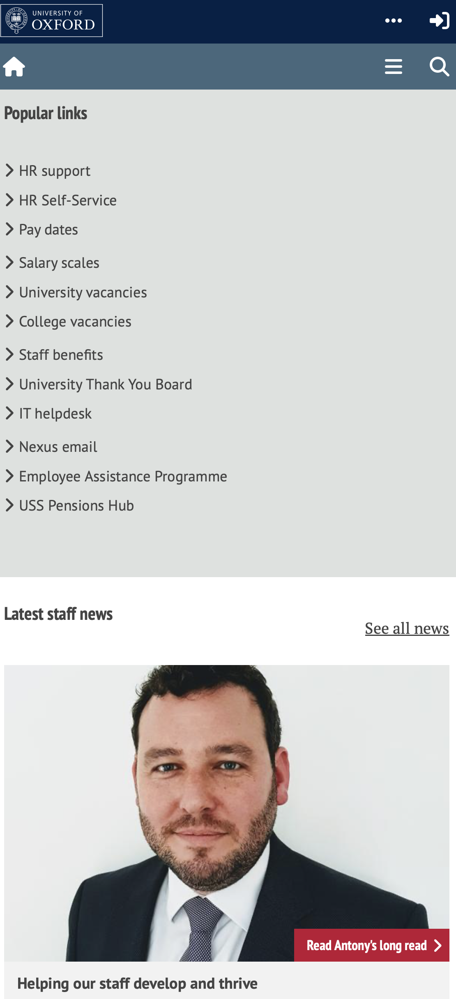 UNIVERSITY OF
OXFORD
Popular links
HR support
HR Self-Service
Pay dates
Salary scales
University vacancies
College vacancies
Staff benefits
University Thank You Board
IT helpdesk
Nexus email
Employee Assistance Programme
USS Pensions Hub
Latest staff news
See all news
Read Antony's long read
Helping our staff develop and thrive